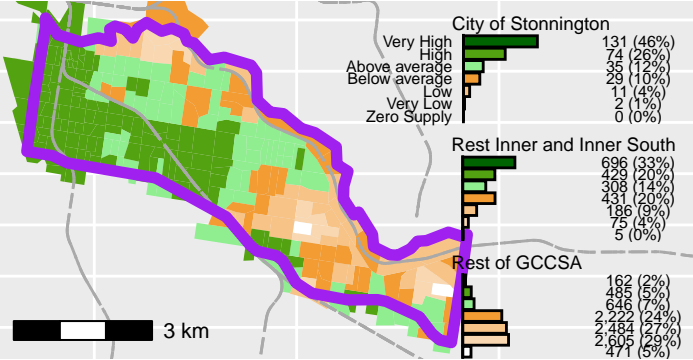 City of Stonnington
Very High 131 (46%)
High 74 (26%)
Above average 35 (12%)
Below average 29 (10%)
Low 11 (4%)
Very Low 2 (1%)
Zero Supply 0 (0%)
Rest Inner and Inner South
696 (33%)
429 (20%)
308 (14%)
431 (20%)
186 (9%)
75 (4%)
5 (0%)
Rest of GCCSA
162 (2%)
485 (5%)
646 (7%)
2,222 (24%)
2,484 (27%)
2,605 (29%)
471 (5%)
3 km